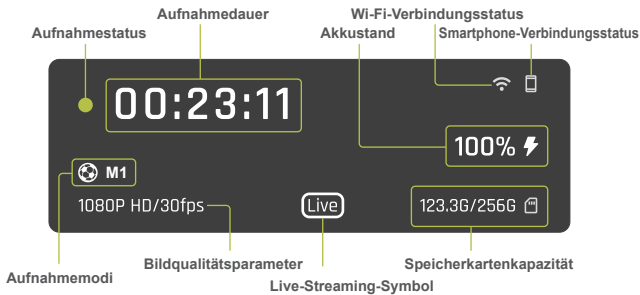 Aufnahmedauer
Wi-Fi-Verbindungsstatus
Aufnahmestatus
Akkustand
Smartphone-Verbindungsstatus
00:23:11
100%
M1
1080P HD/30fps
Live
123.3G/256G
Aufnahmemodi
Bildqualitätsparameter
Live-Streaming-Symbol
Speicherkartenkapazität